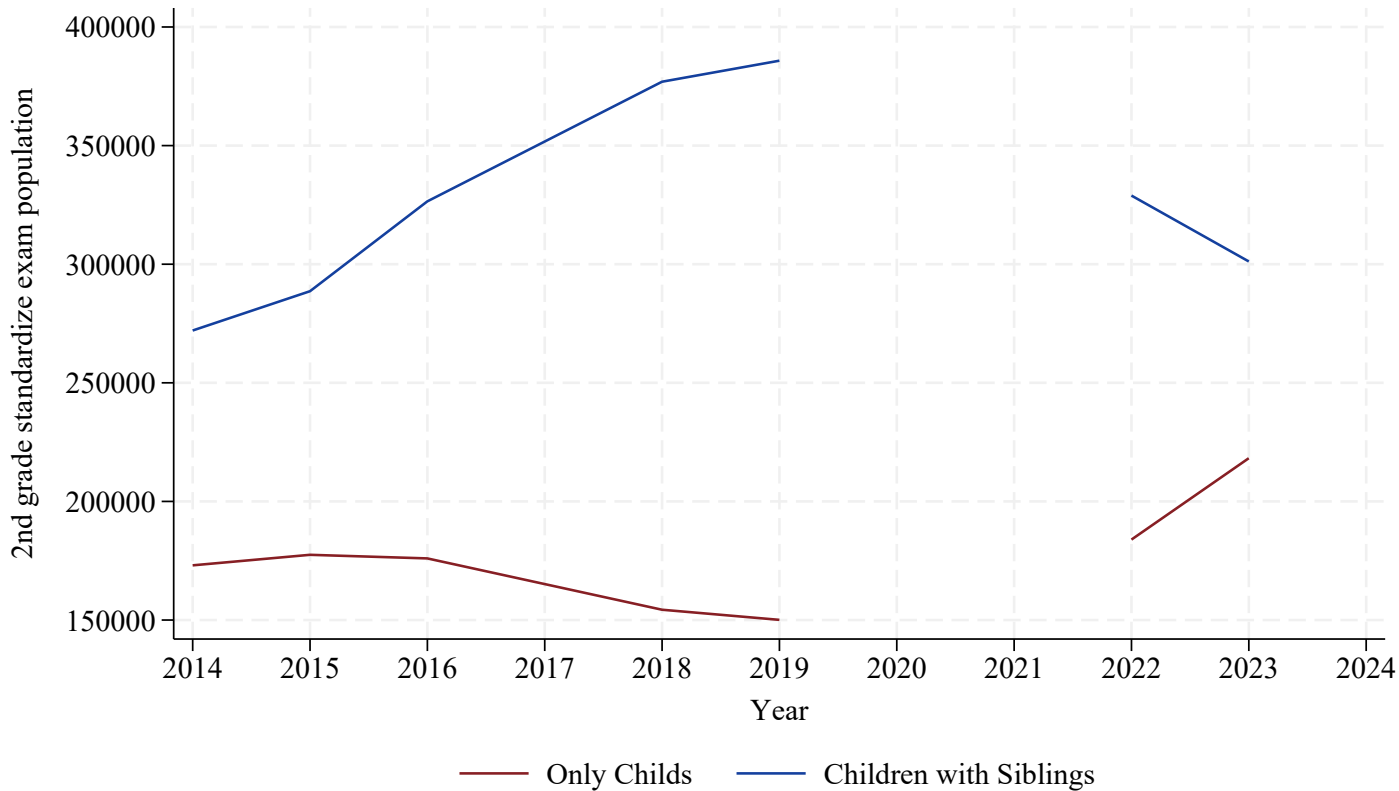 2nd grade standardize exam population
400000
350000
300000
250000
200000
150000
2014 2015 2016 2017 2018 2019 2020 2021 2022 2023 2024
Year
Only Childs Children with Siblings